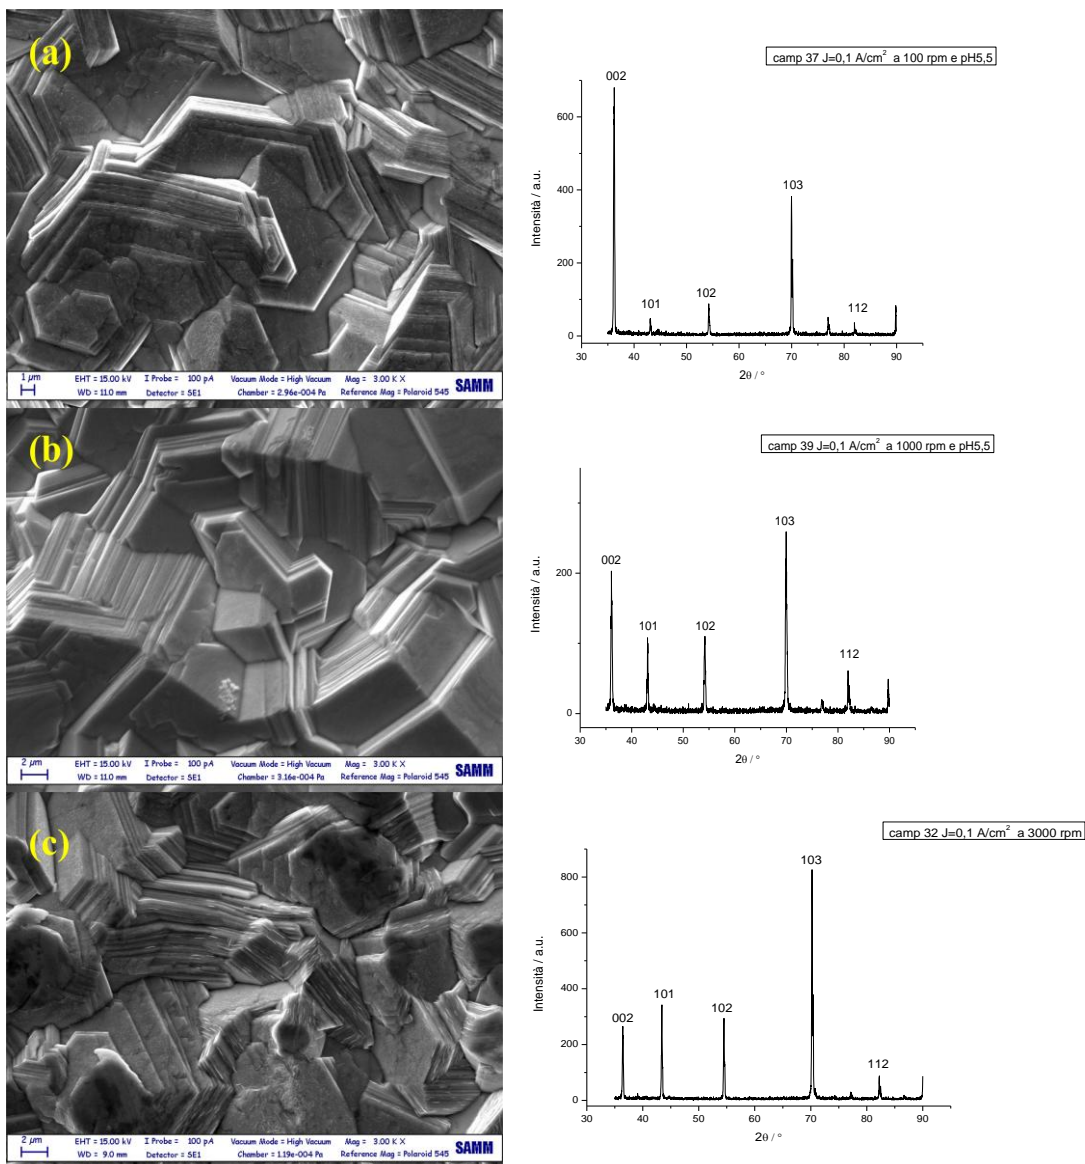 (a)
1 µm
EHT = 15.00 kV I Probe = 100 pA Vacuum Mode = High Vacuum Mag = 3.00 K X
WD = 11.0 mm Detector = SE1 Chamber = 2.96e-004 Pa Reference Mag = Polaroid 545 SAMM
camp 37 J=0,1 A/cm² a 100 rpm e pH5,5
002
600
103
400
Intensità / a.u.
200
101
102
112
0
30 40 50 60 70 80 90
2θ / °
(b)
2 µm
EHT = 15.00 kV I Probe = 100 pA Vacuum Mode = High Vacuum Mag = 3.00 K X
WD = 11.0 mm Detector = SE1 Chamber = 3.16e-004 Pa Reference Mag = Polaroid 545 SAMM
camp 39 J=0,1 A/cm² a 1000 rpm e pH5,5
103
002
200
Intensità / a.u.
101
102
112
0
30 40 50 60 70 80 90
2θ / °
(c)
2 µm
EHT = 15.00 kV I Probe = 100 pA Vacuum Mode = High Vacuum Mag = 3.00 K X
WD = 9.0 mm Detector = SE1 Chamber = 1.19e-004 Pa Reference Mag = Polaroid 545 SAMM
camp 32 J=0,1 A/cm² a 3000 rpm
103
800
600
Intensità / a.u.
400
101
002
102
200
112
0
30 40 50 60 70 80 90
2θ / °